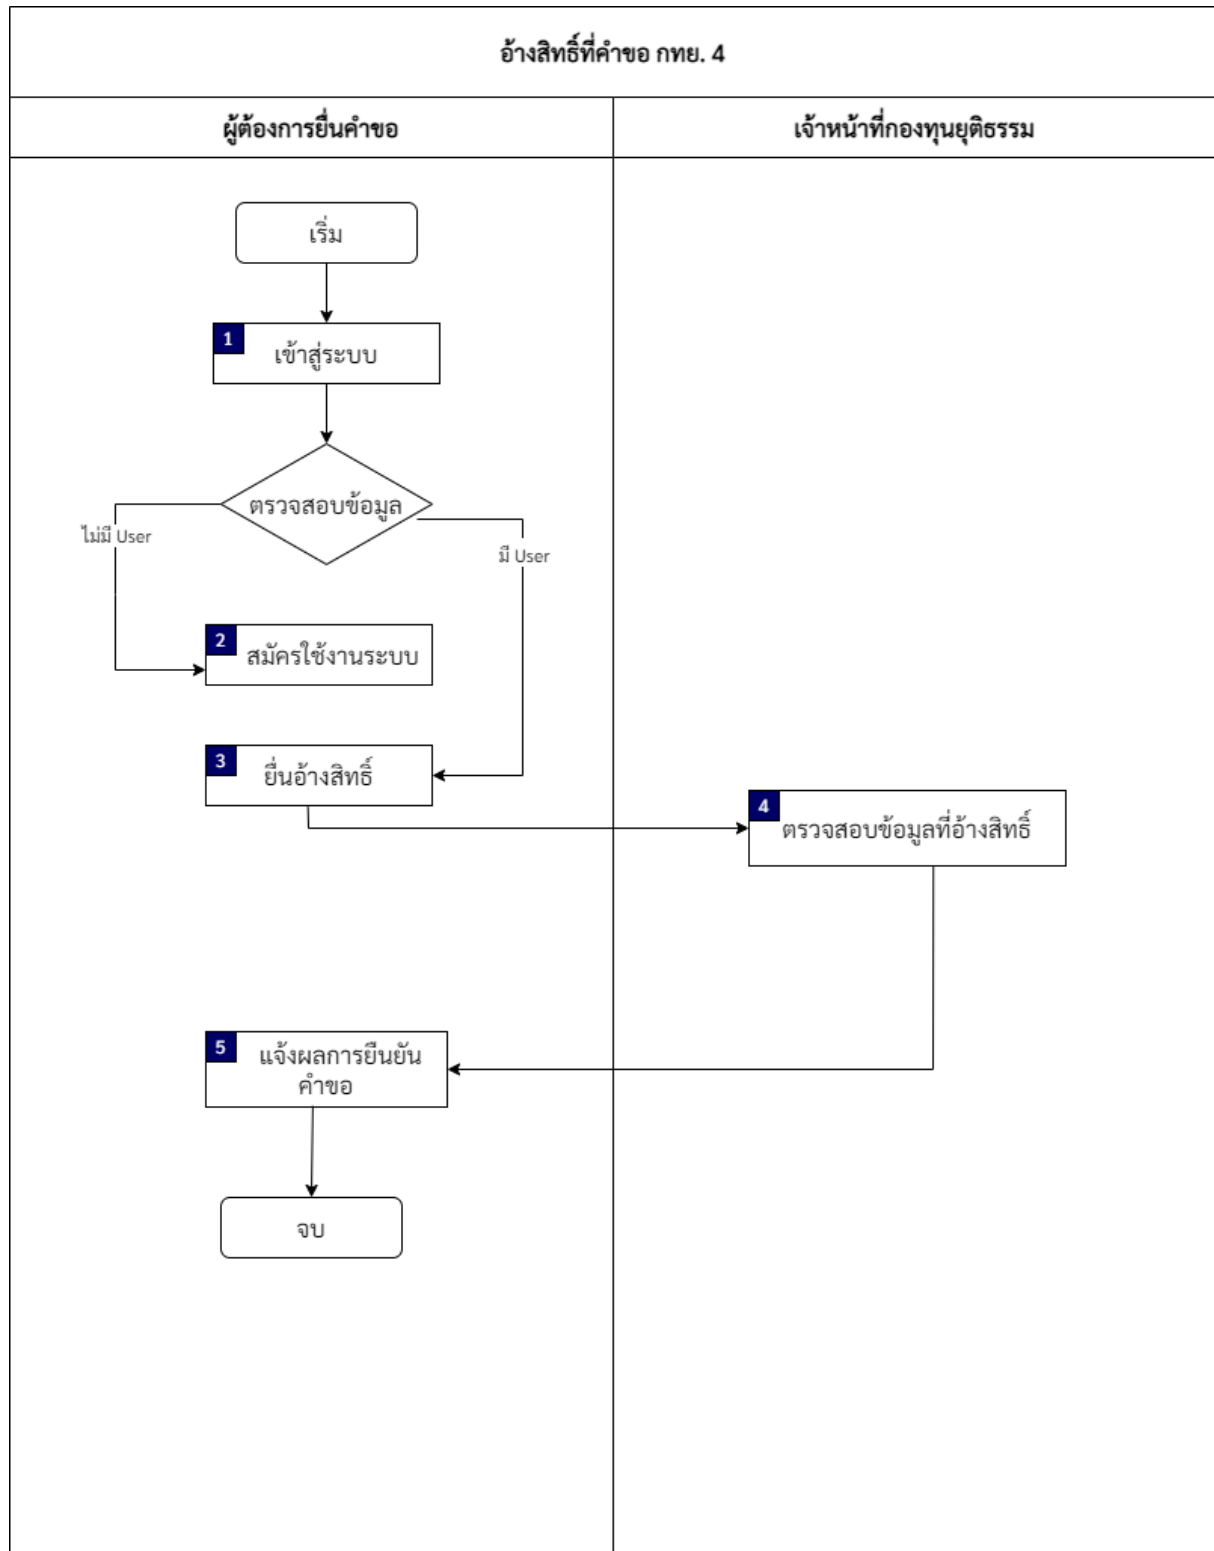 อ้างสิทธิ์ที่คำขอ กทย. 4
ผู้ต้องการยื่นคำขอ
เจ้าหน้าที่กองทุนยุติธรรม
เริ่ม
1
เข้าสู่ระบบ
ตรวจสอบข้อมูล
ไม่มี User
มี User
2
สมัครใช้งานระบบ
3
ยื่นอ้างสิทธิ์
4
ตรวจสอบข้อมูลที่อ้างสิทธิ์
5
แจ้งผลการยืนยัน
คำขอ
จบ